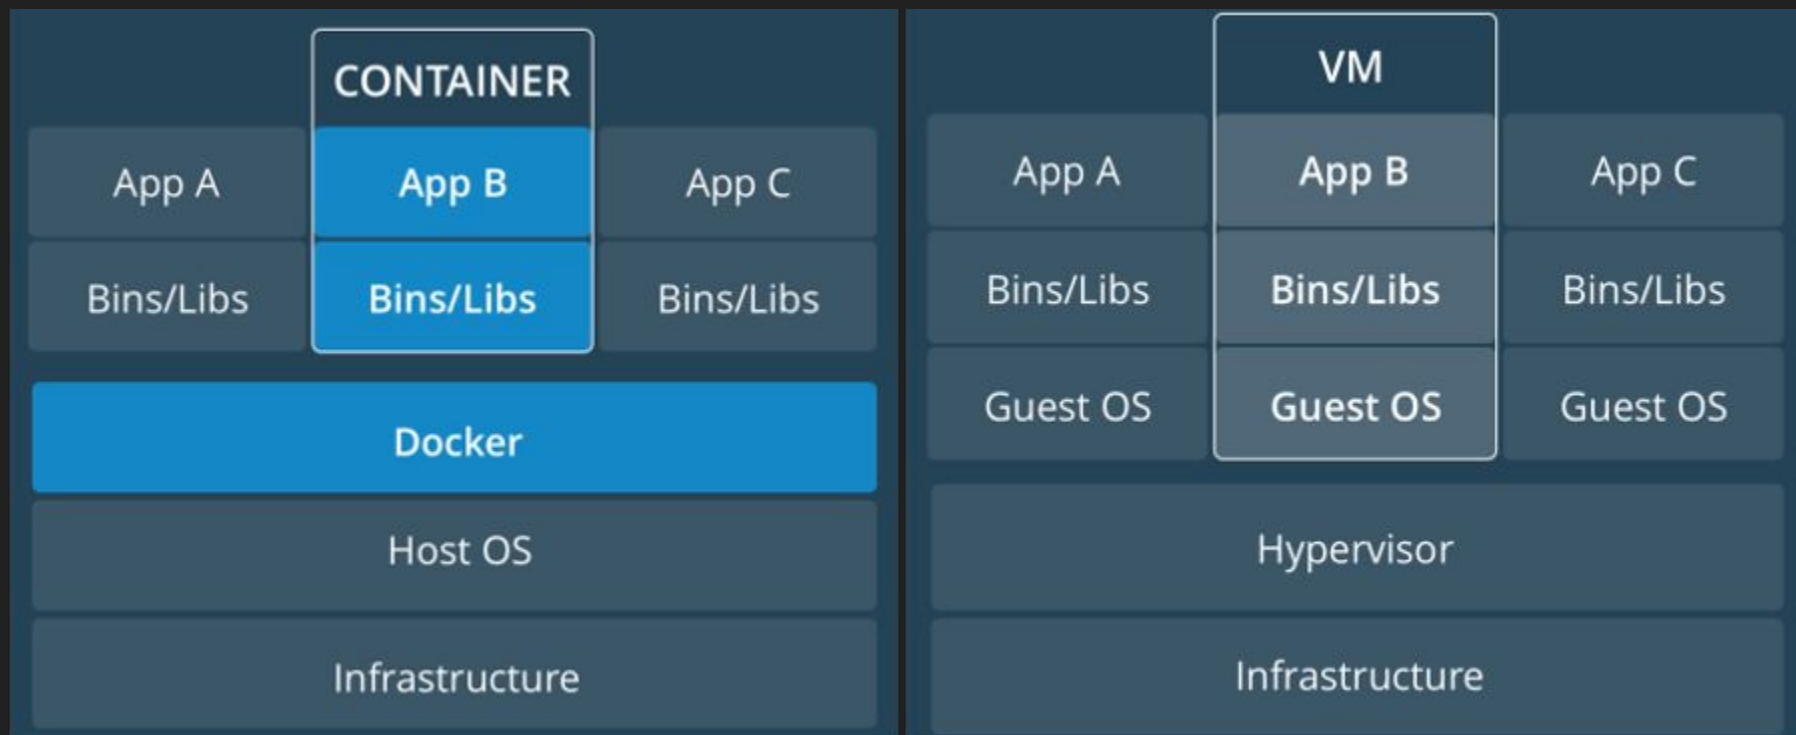 CONTAINER
App A
App B
App C
Bins/Libs
Bins/Libs
Bins/Libs
Docker
Host OS
Infrastructure
VM
App A
App B
App C
Bins/Libs
Bins/Libs
Bins/Libs
Guest OS
Guest OS
Guest OS
Hypervisor
Infrastructure